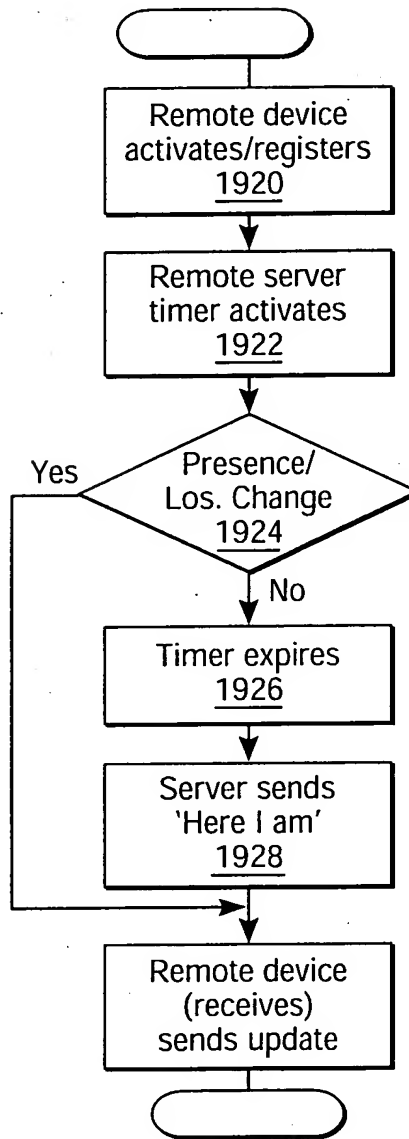 Remote device
activates/registers
1920
Remote server
timer activates
1922
Yes
Presence/
Los. Change
1924
No
Timer expires
1926
Server sends
'Here I am'
1928
Remote device
(receives)
sends update